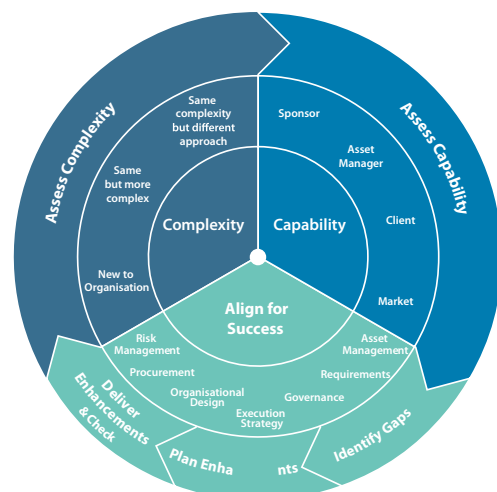 Same
complexity
but different
approach
Same
but more
complex
New to
Organisation
Complexity
Assess Complexity
Sponsor
Asset
Manager
Client
Market
Capability
Assess Capability
Align for
Success
Risk
Management
Procurement
Organisational
Design
Execution
Strategy
Governance
Requirements
Asset
Management
Identify Gaps
Plan Enha nts
Deliver
Enhancements
& Check